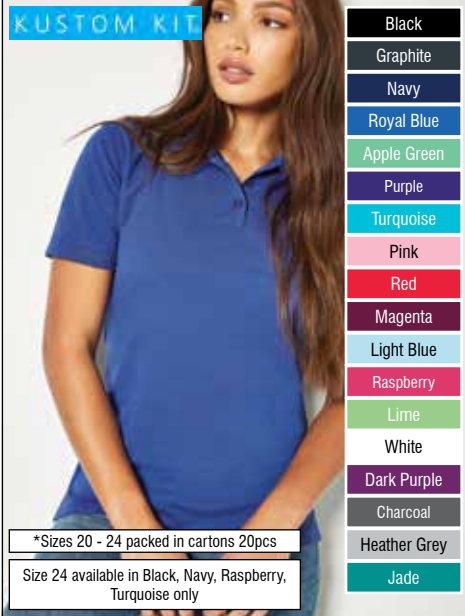 KUSTOM KIT
Black
Graphite
Navy
Royal Blue
Apple Green
Purple
Turquoise
Pink
Red
Magenta
Light Blue
Raspberry
Lime
White
Dark Purple
Charcoal
Heather Grey
Jade
*Sizes 20 - 24 packed in cartons 20pcs
Size 24 available in Black, Navy, Raspberry,
Turquoise only